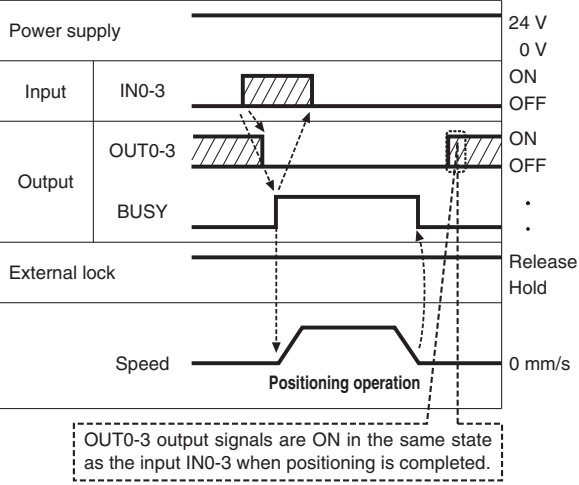 Power supply
24 V
0 V
Input
IN0-3
ON
OFF
Output
OUT0-3
ON
OFF
BUSY
External lock
Release
Hold
Speed
0 mm/s
Positioning operation
OUT0-3 output signals are ON in the same state
as the input IN0-3 when positioning is completed.